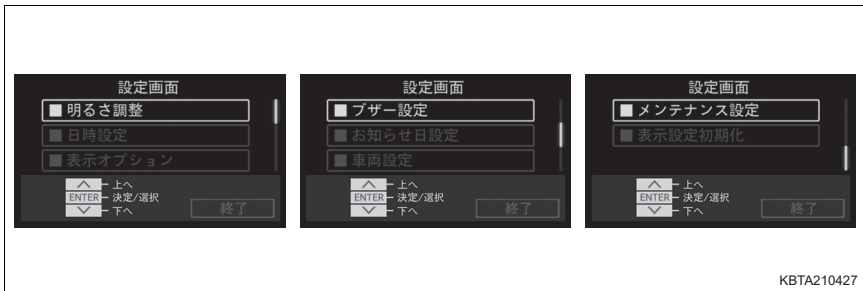 設定画面
■明るさ調整
■日時設定
■表示オプション
上へ
ENTER 決定/選択
下へ
終了
設定画面
■ブザー設定
■お知らせ日設定
■車両設定
上へ
ENTER 決定/選択
下へ
終了
設定画面
■メンテナンス設定
■表示設定初期化
上へ
ENTER 決定/選択
下へ
終了
KBTA210427